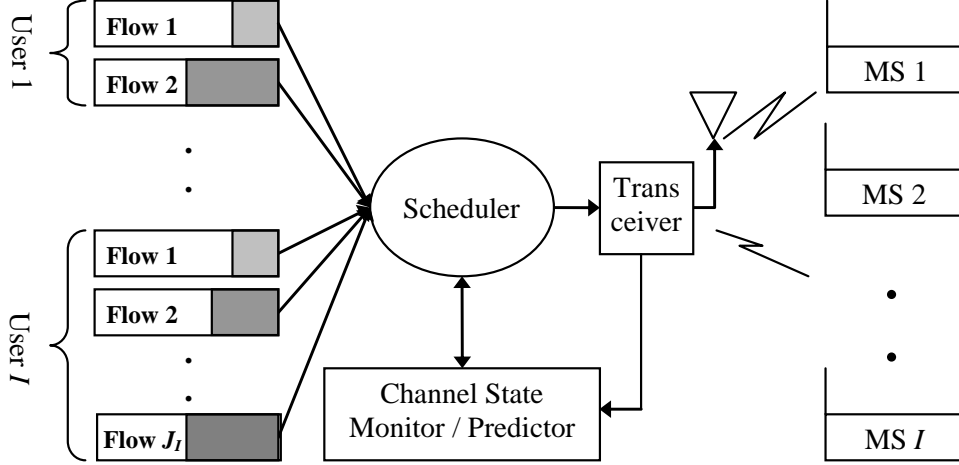 User 1
Flow 1
Flow 2
User I
Flow 1
Flow 2
Flow J_I
Scheduler
Trans
ceiver
Channel State
Monitor / Predictor
MS 1
MS 2
MS I